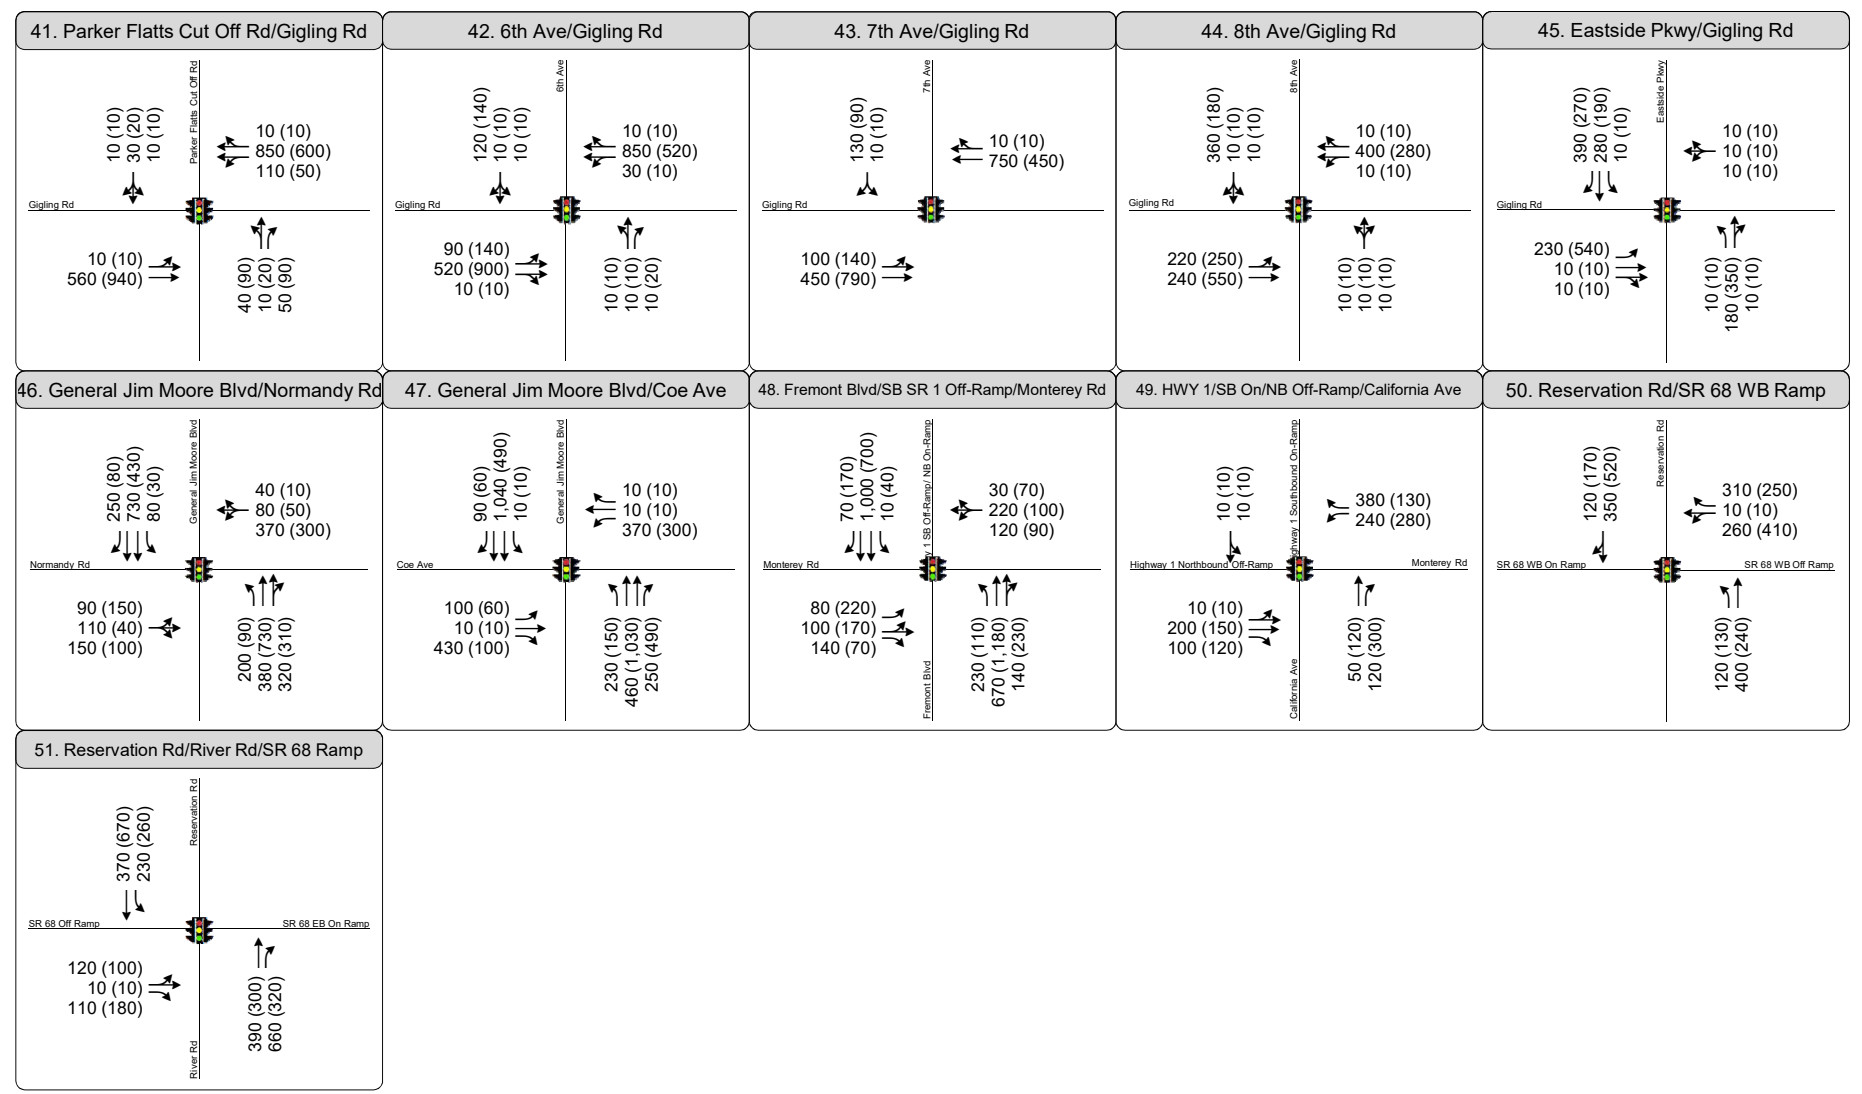 41. Parker Flatts Cut Off Rd/Gigling Rd
Parker Flatts Cut Off Rd
10 (10)
30 (20)
10 (10)
10 (10)
850 (600)
110 (50)
Gigling Rd
10 (10)
560 (940)
40 (90)
10 (20)
50 (90)
42. 6th Ave/Gigling Rd
6th Ave
120 (140)
10 (10)
10 (10)
10 (10)
850 (520)
30 (10)
Gigling Rd
90 (140)
520 (900)
10 (10)
10 (10)
10 (10)
10 (20)
43. 7th Ave/Gigling Rd
7th Ave
130 (90)
10 (10)
10 (10)
750 (450)
Gigling Rd
100 (140)
450 (790)
44. 8th Ave/Gigling Rd
8th Ave
360 (180)
10 (10)
10 (10)
10 (10)
400 (280)
10 (10)
Gigling Rd
220 (250)
240 (550)
10 (10)
10 (10)
10 (10)
45. Eastside Pkwy/Gigling Rd
Eastside Pkwy
390 (270)
280 (190)
10 (10)
10 (10)
10 (10)
10 (10)
Gigling Rd
230 (540)
10 (10)
10 (10)
10 (10)
180 (350)
10 (10)
46. General Jim Moore Blvd/Normandy Rd
General Jim Moore Blvd
250 (80)
730 (430)
80 (30)
40 (10)
80 (50)
370 (300)
Normandy Rd
90 (150)
110 (40)
150 (100)
200 (90)
380 (730)
320 (310)
47. General Jim Moore Blvd/Coe Ave
General Jim Moore Blvd
90 (60)
1,040 (490)
10 (10)
10 (10)
10 (10)
370 (300)
Coe Ave
100 (60)
10 (10)
430 (100)
230 (150)
460 (1,030)
250 (490)
48. Fremont Blvd/SB SR 1 Off-Ramp/Monterey Rd
y 1 SB Off-Ramp/ NB On-Ramp
70 (170)
1,000 (700)
10 (40)
30 (70)
220 (100)
120 (90)
Monterey Rd
80 (220)
100 (170)
140 (70)
Fremont Blvd
230 (110)
670 (1,180)
140 (230)
49. HWY 1/SB On/NB Off-Ramp/California Ave
ighway 1 Southbound On-Ramp
10 (10)
10 (10)
380 (130)
240 (280)
Highway 1 Northbound Off-Ramp
Monterey Rd
10 (10)
200 (150)
100 (120)
California Ave
50 (120)
120 (300)
50. Reservation Rd/SR 68 WB Ramp
Reservation Rd
120 (170)
350 (520)
310 (250)
10 (10)
260 (410)
SR 68 WB On Ramp
SR 68 WB Off Ramp
120 (130)
400 (240)
51. Reservation Rd/River Rd/SR 68 Ramp
Reservation Rd
370 (670)
230 (260)
SR 68 Off Ramp
SR 68 EB On Ramp
120 (100)
10 (10)
110 (180)
River Rd
390 (300)
660 (320)